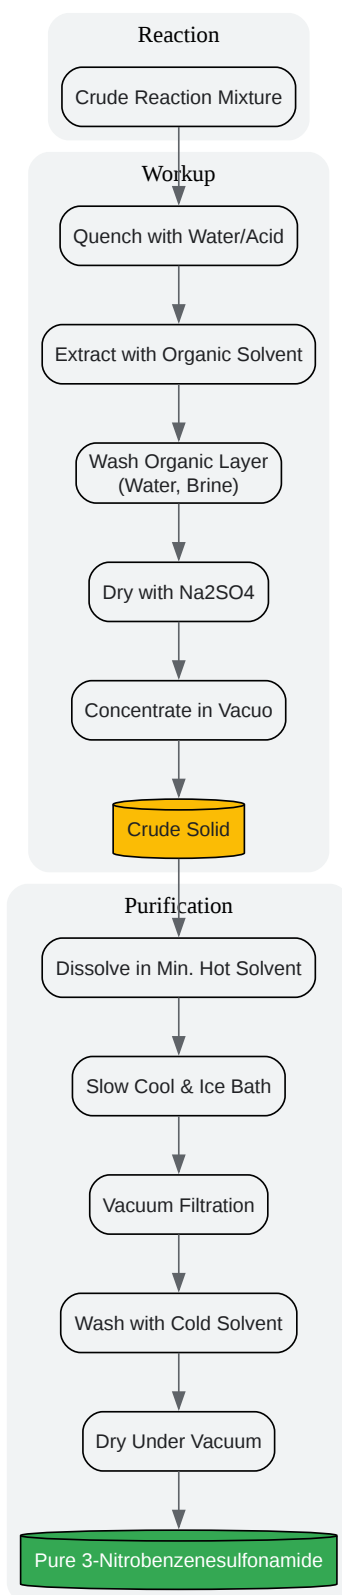 Reaction
Crude Reaction Mixture
Workup
Quench with Water/Acid
Extract with Organic Solvent
Wash Organic Layer
(Water, Brine)
Dry with Na2SO4
Concentrate in Vacuo
Crude Solid
Purification
Dissolve in Min. Hot Solvent
Slow Cool & Ice Bath
Vacuum Filtration
Wash with Cold Solvent
Dry Under Vacuum
Pure 3-Nitrobenzenesulfonamide